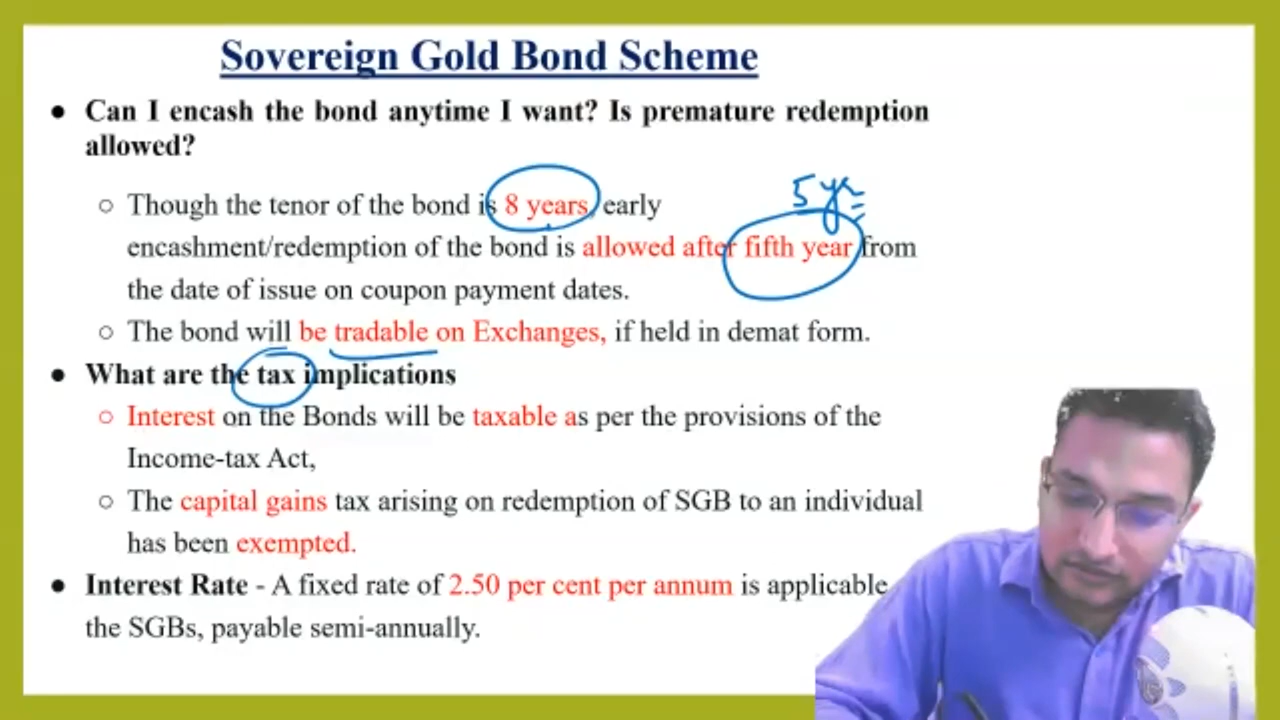 Sovereign Gold Bond Scheme
● Can I encash the bond anytime I want? Is premature redemption
allowed?
5 yr
○ Though the tenor of the bond is 8 years, early
encashment/redemption of the bond is allowed after fifth year from
the date of issue on coupon payment dates.
○ The bond will be tradable on Exchanges, if held in demat form.
● What are the tax implications
○ Interest on the Bonds will be taxable as per the provisions of the
Income-tax Act,
○ The capital gains tax arising on redemption of SGB to an individual
has been exempted.
● Interest Rate - A fixed rate of 2.50 per cent per annum is applicable
the SGBs, payable semi-annually.